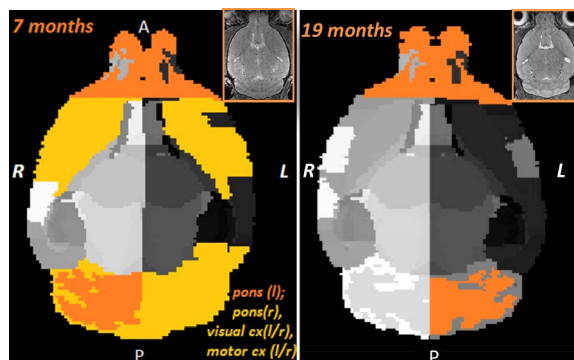 7 months
A
R
L
pons (l);
pons(r),
visual cx(l/r),
motor cx (l/r)
P
19 months
R
L
P